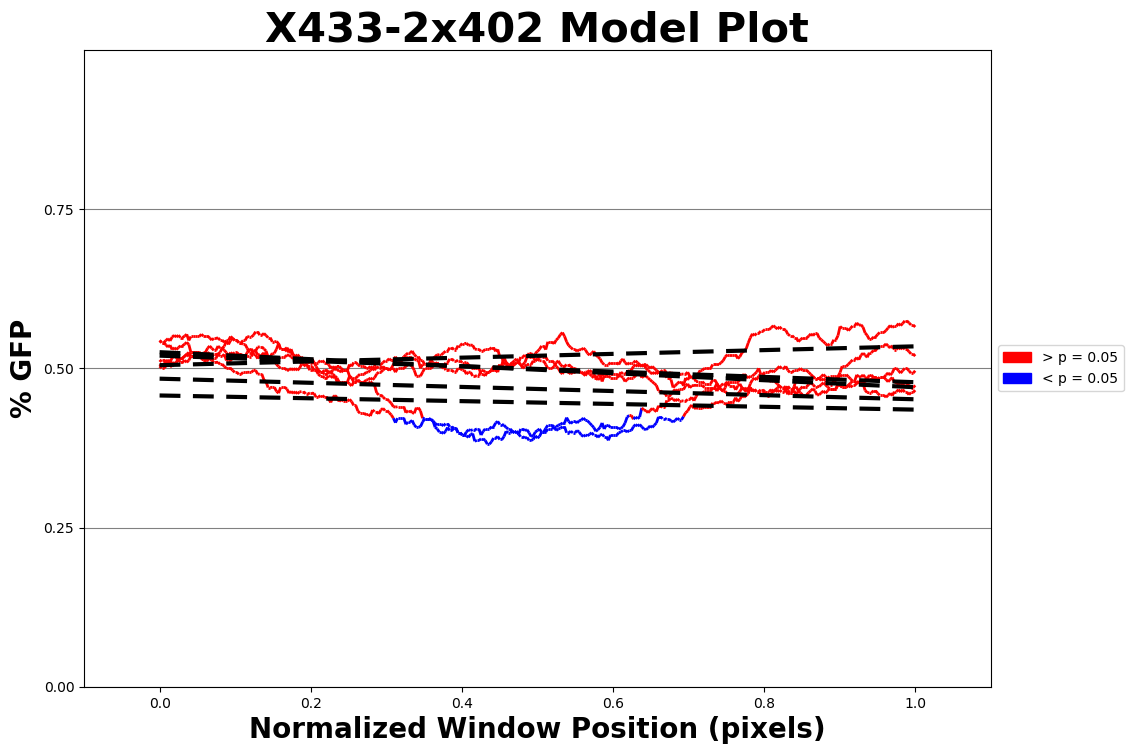 X433-2x402 Model Plot
% GFP
0.75
0.50
0.25
0.00
0.0 0.2 0.4 0.6 0.8 1.0
Normalized Window Position (pixels)
> p = 0.05
< p = 0.05